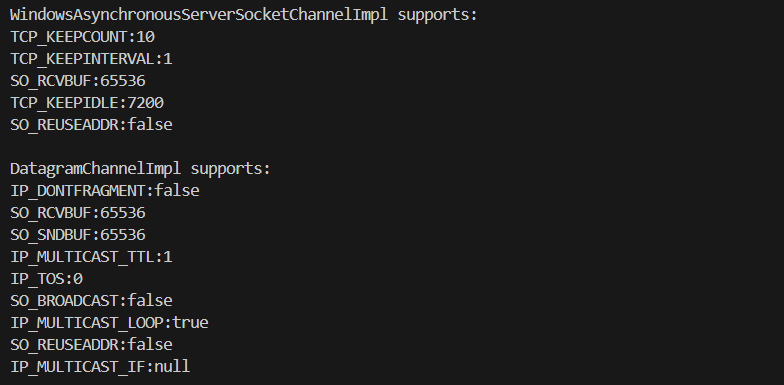 WindowsAsynchronousServerSocketChannelImpl supports:
TCP_KEEPCOUNT:10
TCP_KEEPINTERVAL:1
SO_RCVBUF:65536
TCP_KEEPIDLE:7200
SO_REUSEADDR:false

DatagramChannelImpl supports:
IP_DONTFRAGMENT:false
SO_RCVBUF:65536
SO_SNDBUF:65536
IP_MULTICAST_TTL:1
IP_TOS:0
SO_BROADCAST:false
IP_MULTICAST_LOOP:true
SO_REUSEADDR:false
IP_MULTICAST_IF:null